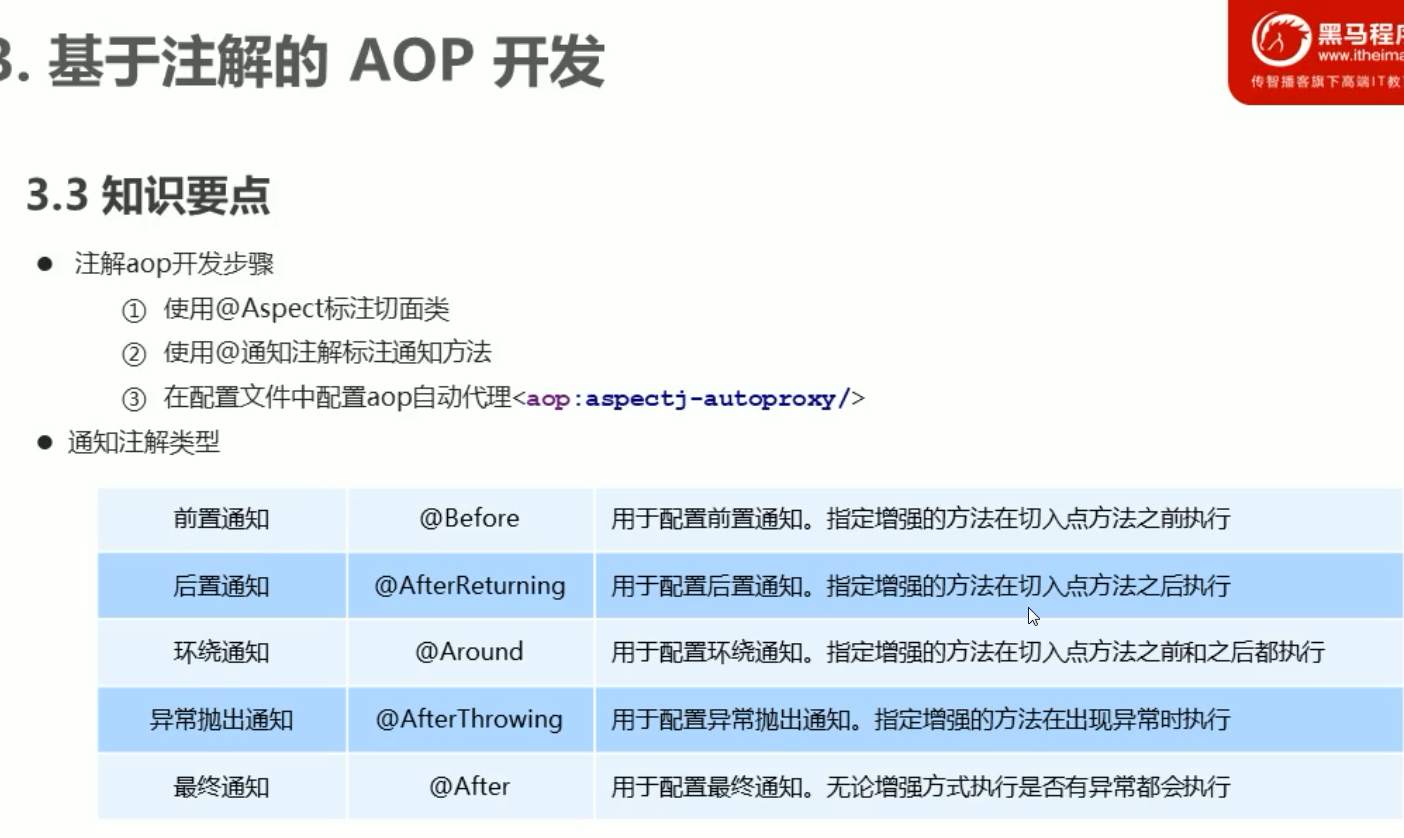 3. 基于注解的 AOP 开发
黑马程序
www.itheima
传智播客旗下高端IT教
3.3 知识要点
● 注解aop开发步骤
① 使用@Aspect标注切面类
② 使用@通知注解标注通知方法
③ 在配置文件中配置aop自动代理<aop:aspectj-autoproxy/>
● 通知注解类型
前置通知 @Before 用于配置前置通知。指定增强的方法在切入点方法之前执行
后置通知 @AfterReturning 用于配置后置通知。指定增强的方法在切入点方法之后执行
环绕通知 @Around 用于配置环绕通知。指定增强的方法在切入点方法之前和之后都执行
异常抛出通知 @AfterThrowing 用于配置异常抛出通知。指定增强的方法在出现异常时执行
最终通知 @After 用于配置最终通知。无论增强方式执行是否有异常都会执行